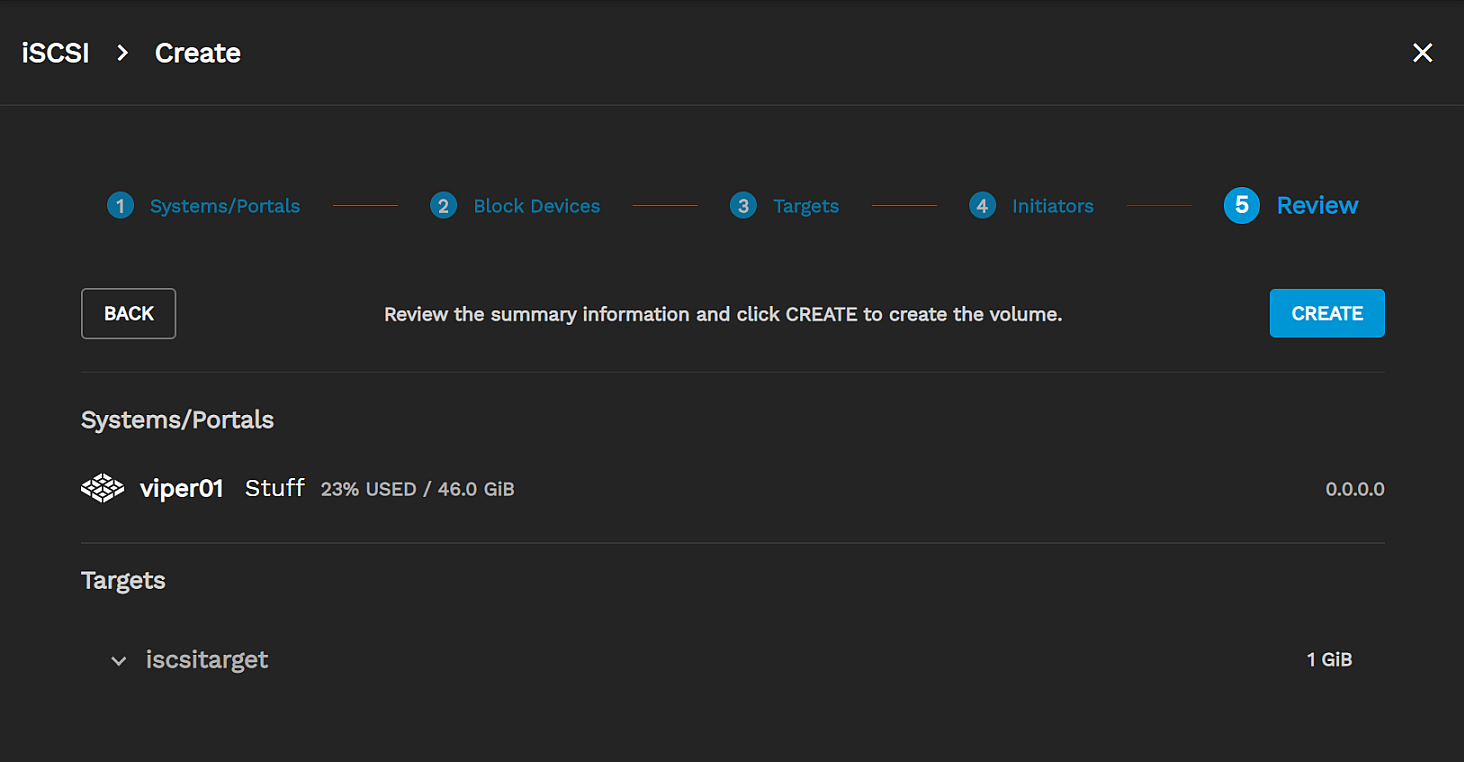 iSCSI > Create
1 Systems/Portals 2 Block Devices 3 Targets 4 Initiators 5 Review
BACK Review the summary information and click CREATE to create the volume. CREATE
Systems/Portals
viper01 Stuff 23% USED / 46.0 GiB 0.0.0.0
Targets
iscsitarget 1 GiB